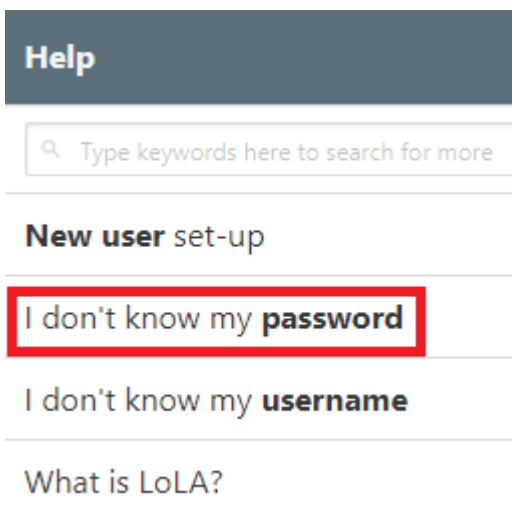 Help
Type keywords here to search for more
New user set-up
I don't know my password
I don't know my username
What is LoLA?